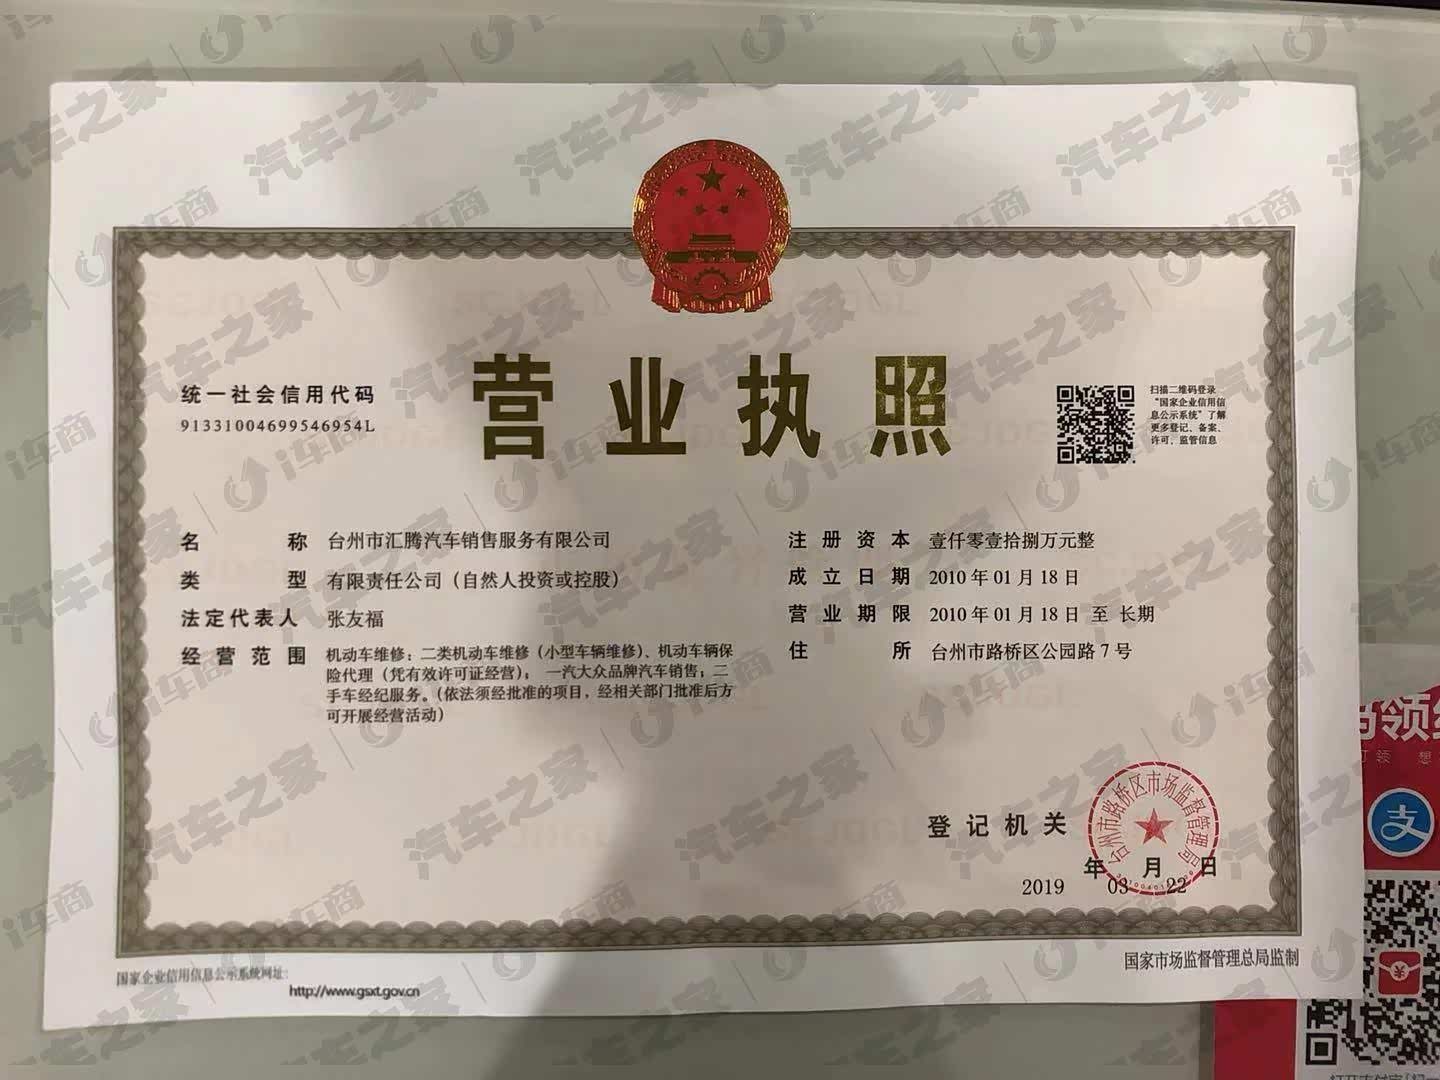 营业执照
统一社会信用代码
91331004699546954L
扫描二维码登录
“国家企业信用信
息公示系统”了解
更多登记、备案、
许可、监管信息
名称 台州市汇腾汽车销售服务有限公司
类型 有限责任公司（自然人投资或控股）
法定代表人 张友福
经营范围 机动车维修：二类机动车维修（小型车辆维修）、机动车辆保
险代理（凭有效许可证经营）； 一汽大众品牌汽车销售；二
手车经纪服务。（依法须经批准的项目，经相关部门批准后方
可开展经营活动）
注册资本 壹仟零壹拾捌万元整
成立日期 2010年01月18日
营业期限 2010年01月18日 至 长期
住所 台州市路桥区公园路7号
登记机关
台州市路桥区市场监督管理局
2019年03月22日
国家企业信用信息公示系统网址：
http://www.gsxt.gov.cn
国家市场监督管理总局监制
汽车之家 | i车商
支